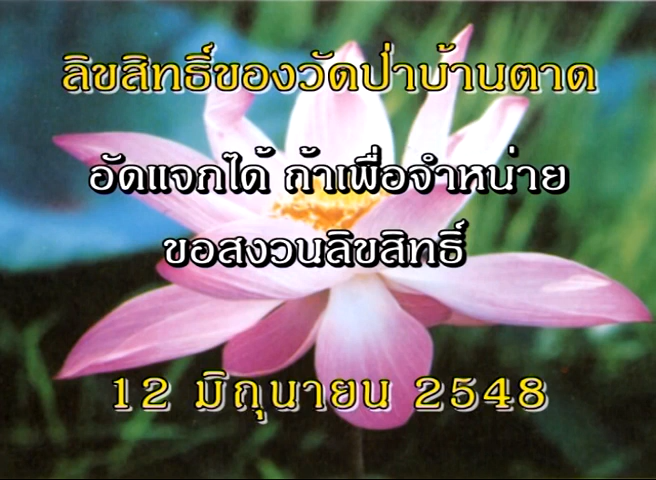 ลิขสิทธิ์ของวัดป่าบ้านตาด
อัดแจกได้ ถ้าเพื่อจำหน่าย
ขอสงวนลิขสิทธิ์
12 มิถุนายน 2548